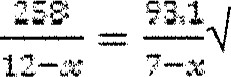 258/(12-x) = 931/(7-x) √